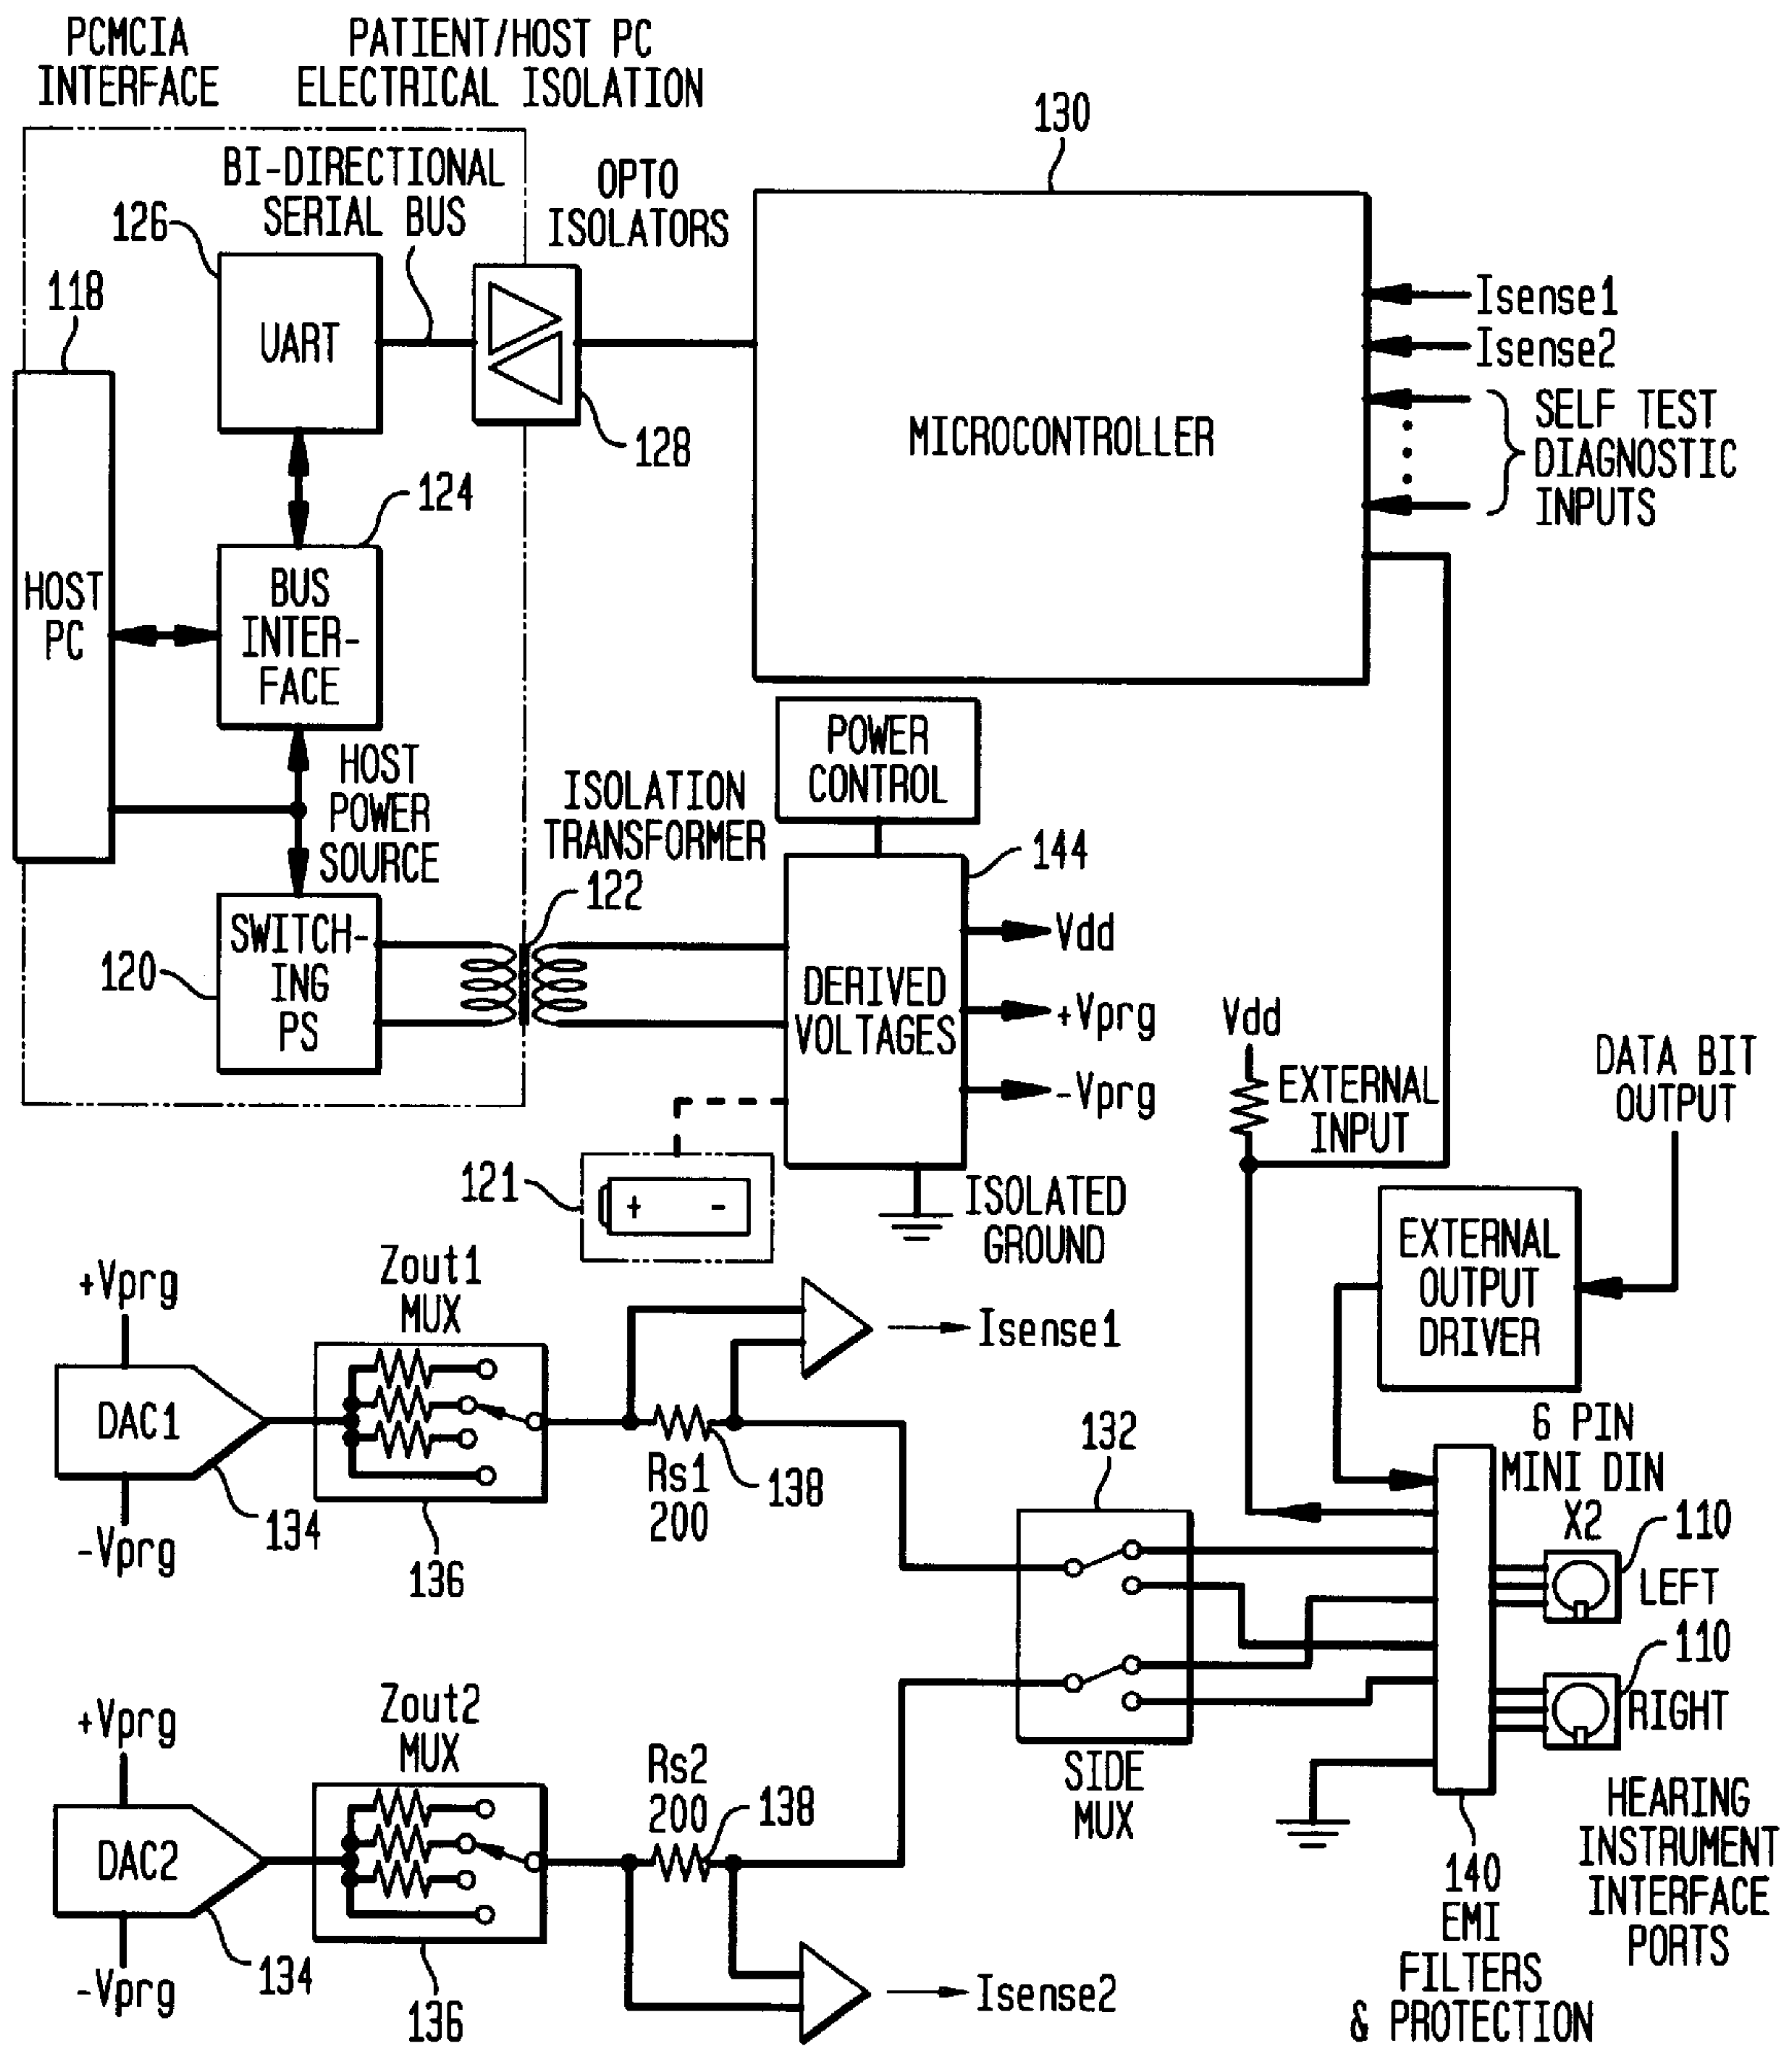 PCMCIA
INTERFACE
PATIENT/HOST PC
ELECTRICAL ISOLATION
130
BI-DIRECTIONAL
SERIAL BUS
OPTO
ISOLATORS
126
118
UART
128
MICROCONTROLLER
Isense1
Isense2
SELF TEST
DIAGNOSTIC
INPUTS
124
HOST
PC
BUS
INTER-
FACE
POWER
CONTROL
HOST
POWER
SOURCE
ISOLATION
TRANSFORMER
122
144
SWITCH-
ING
PS
120
DERIVED
VOLTAGES
Vdd
+Vprg
-Vprg
Vdd
EXTERNAL
INPUT
DATA BIT
OUTPUT
121
+ -
ISOLATED
GROUND
EXTERNAL
OUTPUT
DRIVER
+Vprg
Zout1
MUX
Isense1
DAC1
-Vprg
134
136
Rs1
200
138
132
6 PIN
MINI DIN
X2
110
LEFT
110
RIGHT
+Vprg
Zout2
MUX
Rs2
200
138
SIDE
MUX
DAC2
-Vprg
134
136
Isense2
140
EMI
FILTERS
& PROTECTION
HEARING
INSTRUMENT
INTERFACE
PORTS